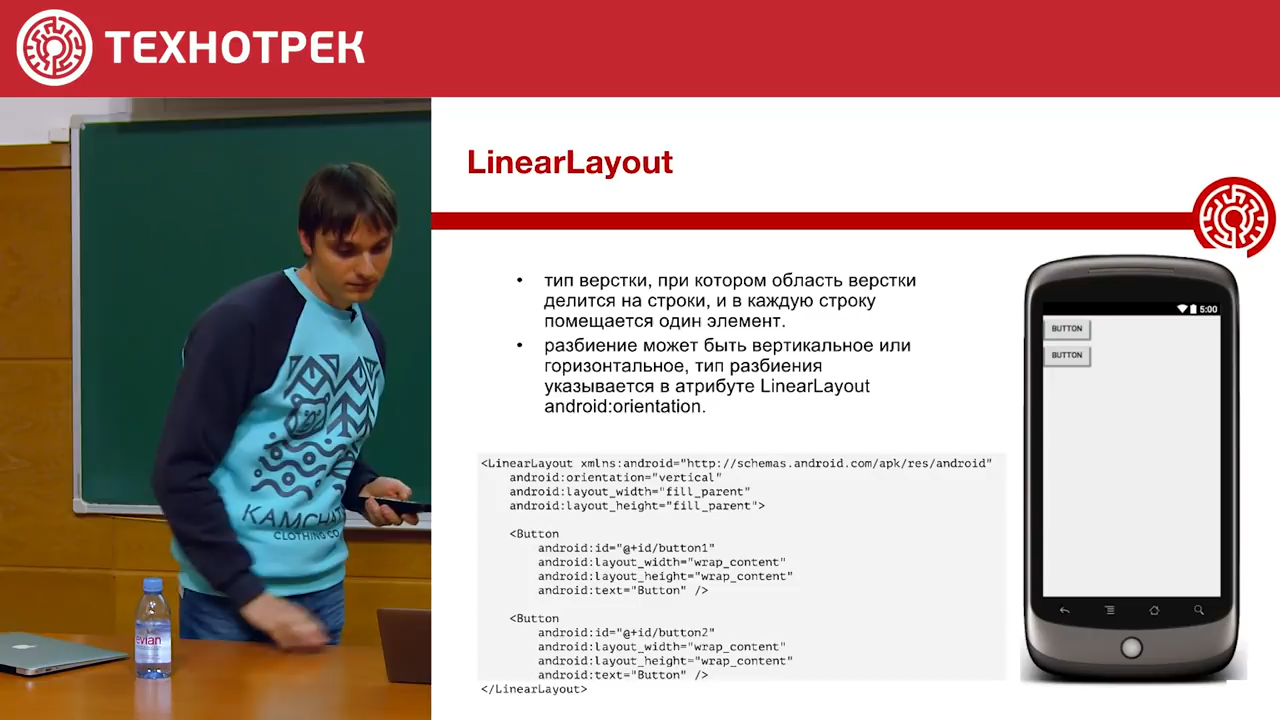 ТЕХНОТРЕК
LinearLayout
• тип верстки, при котором область верстки
делится на строки, и в каждую строку
помещается один элемент.
• разбиение может быть вертикальное или
горизонтальное, тип разбиения
указывается в атрибуте LinearLayout
android:orientation.
5:00
BUTTON
BUTTON
<LinearLayout xmlns:android="http://schemas.android.com/apk/res/android"
android:orientation="vertical"
android:layout_width="fill_parent"
android:layout_height="fill_parent">
<Button
android:id="@+id/button1"
android:layout_width="wrap_content"
android:layout_height="wrap_content"
android:text="Button" />
<Button
android:id="@+id/button2"
android:layout_width="wrap_content"
android:layout_height="wrap_content"
android:text="Button" />
</LinearLayout>
CLOTHING CO
evian